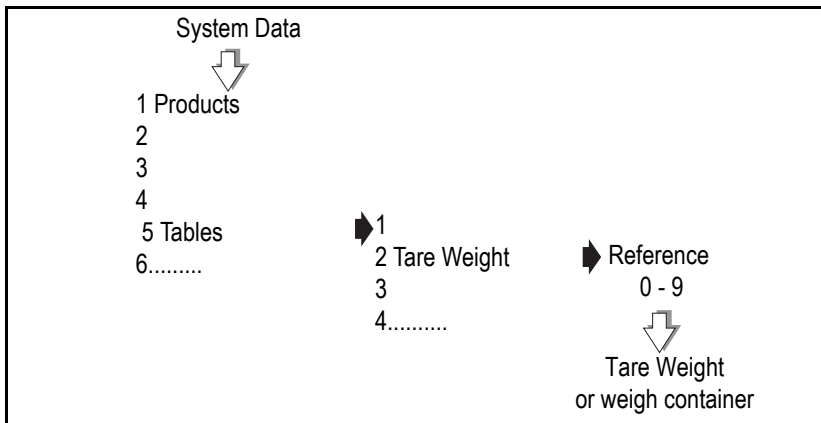 System Data
1 Products
2
3
4
5 Tables
6.........
1
2 Tare Weight
3
4..........
Reference
0 - 9
Tare Weight
or weigh container